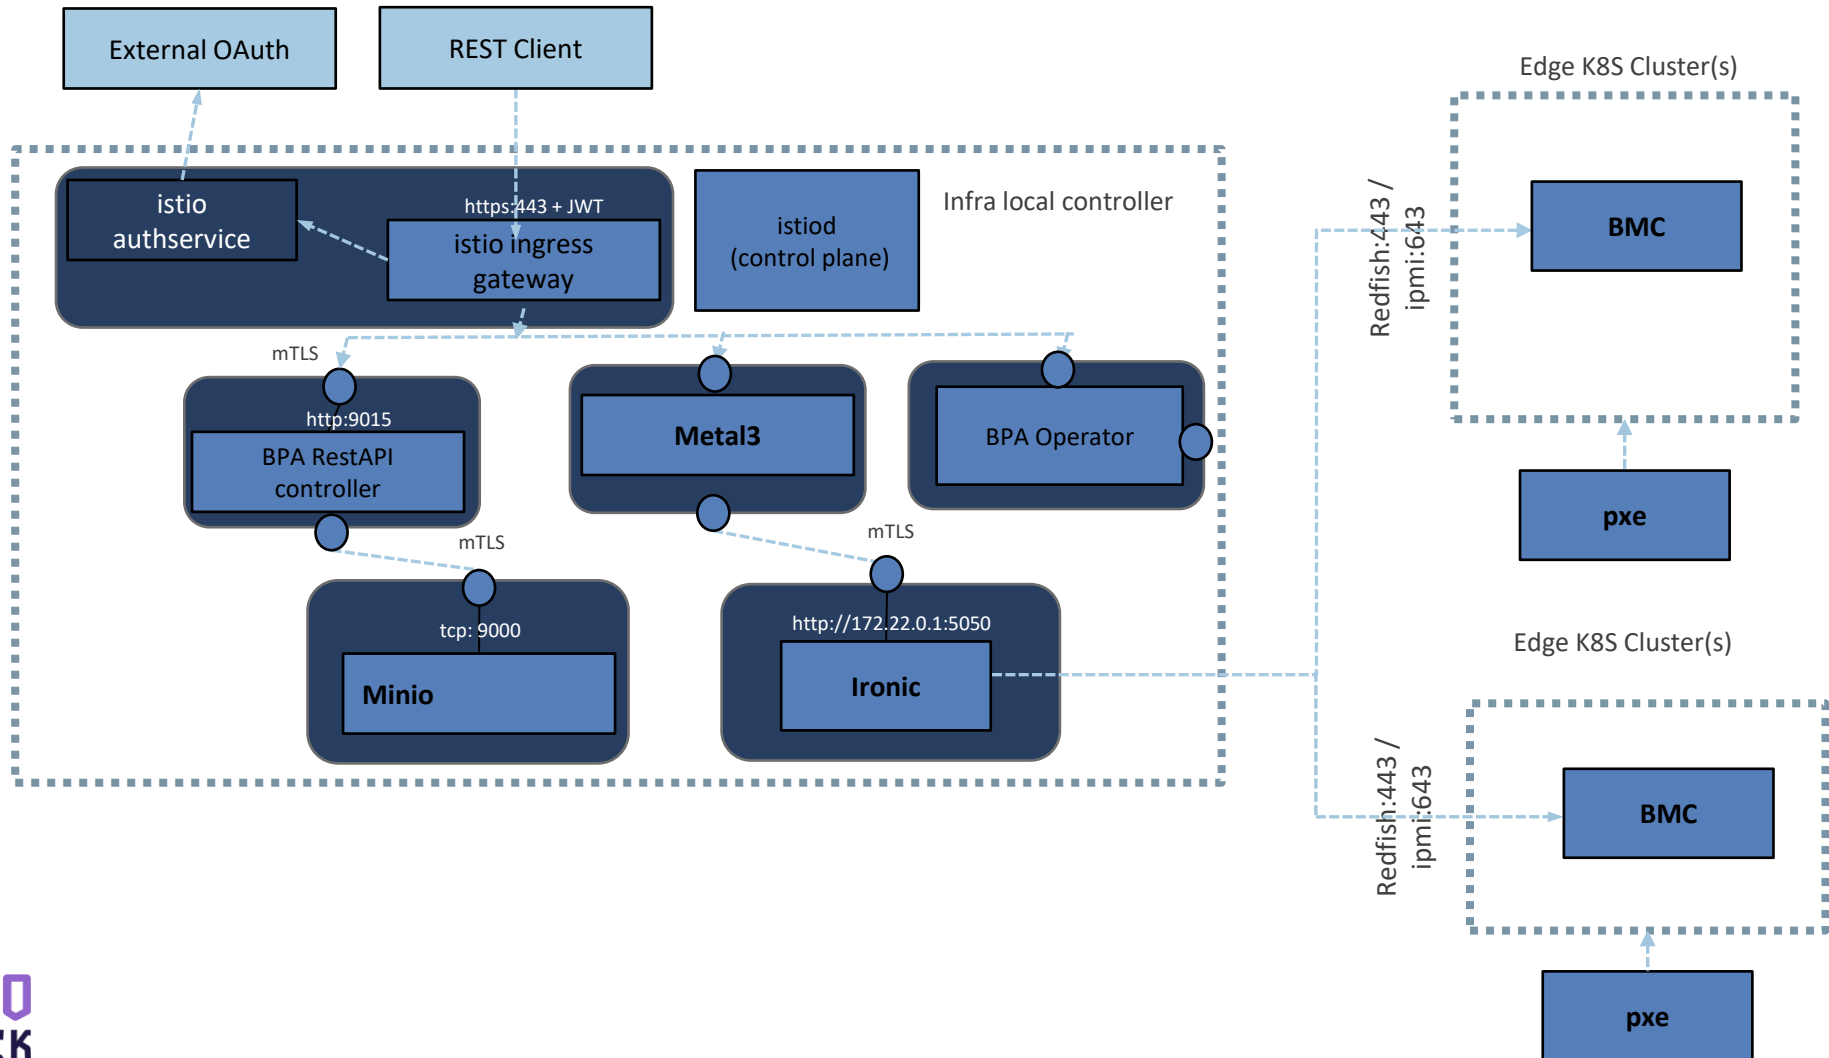 External OAuth
REST Client
Edge K8S Cluster(s)
istio
authservice
https:443 + JWT
istio ingress
gateway
istiod
(control plane)
Infra local controller
Redfish:443 /
ipmi:643
BMC
mTLS
http:9015
BPA RestAPI
controller
Metal3
BPA Operator
pxe
mTLS
mTLS
tcp: 9000
Minio
http://172.22.0.1:5050
Ironic
Edge K8S Cluster(s)
Redfish:443 /
ipmi:643
BMC
pxe